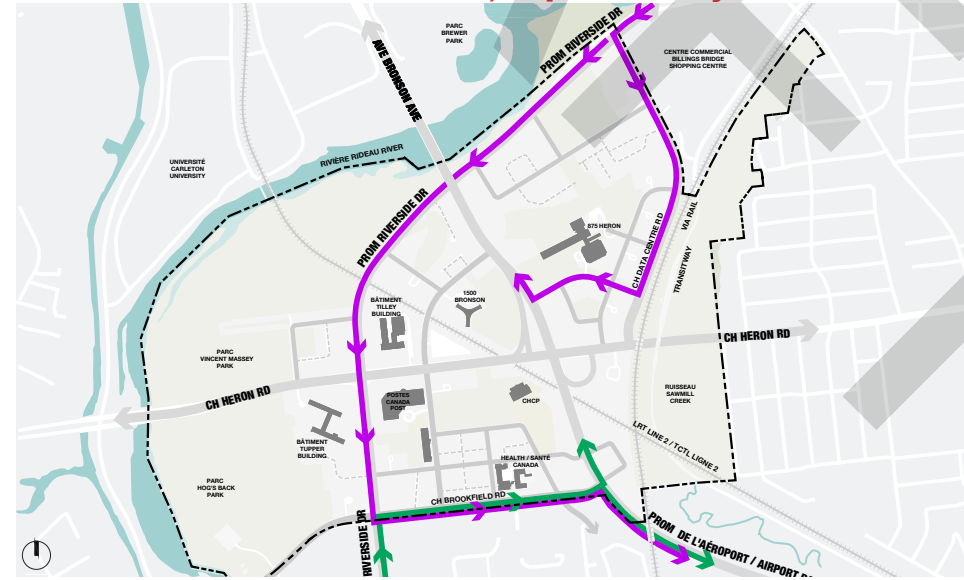 PARC
BREWER
PARK
PROM RIVERSIDE DR
AVE BRONSON AVE
CENTRE COMMERCIAL
BILLINGS BRIDGE
SHOPPING CENTRE
RIVIÈRE RIDEAU RIVER
UNIVERSITÉ
CARLETON
UNIVERSITY
PROM RIVERSIDE DR
875 HERON
CH DATA CENTRE RD
VIA RAIL
TRANSITWAY
BÂTIMENT
TILLEY
BUILDING
1500
BRONSON
CH HERON RD
PARC
VINCENT MASSEY
PARK
CH HERON RD
POSTES
CANADA
POST
CHCP
RUISSEAU
SAWMILL
CREEK
LRT LINE 2 / TCTL LIGNE 2
BÂTIMENT
TUPPER
BUILDING
HEALTH / SANTÉ
CANADA
PARC
HOG'S BACK
PARK
CH BROOKFIELD RD
RIVERSIDE DR
PROM DE L'AÉROPORT / AIRPORT